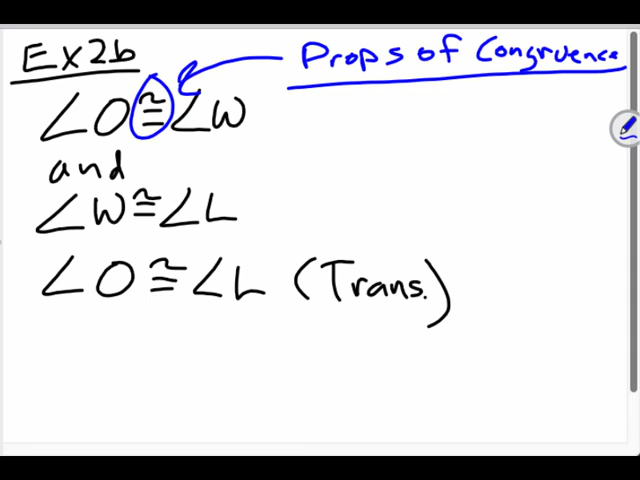 Ex2b
Props of Congruence
∠O≅∠W
and
∠W≅∠L
∠O≅∠L (Trans.)